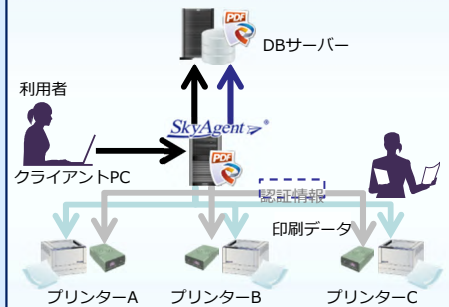 PDF
DBサーバー
利用者
SkyAgent
PDF
クライアントPC
認証情報
印刷データ
プリンターA
プリンターB
プリンターC